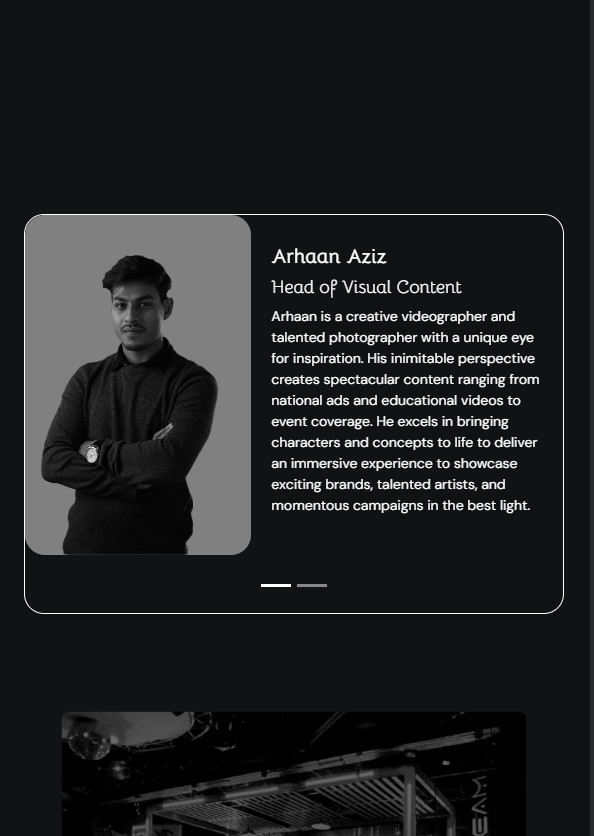 Arhaan Aziz
Head of Visual Content
Arhaan is a creative videographer and
talented photographer with a unique eye
for inspiration. His inimitable perspective
creates spectacular content ranging from
national ads and educational videos to
event coverage. He excels in bringing
characters and concepts to life to deliver
an immersive experience to showcase
exciting brands, talented artists, and
momentous campaigns in the best light.